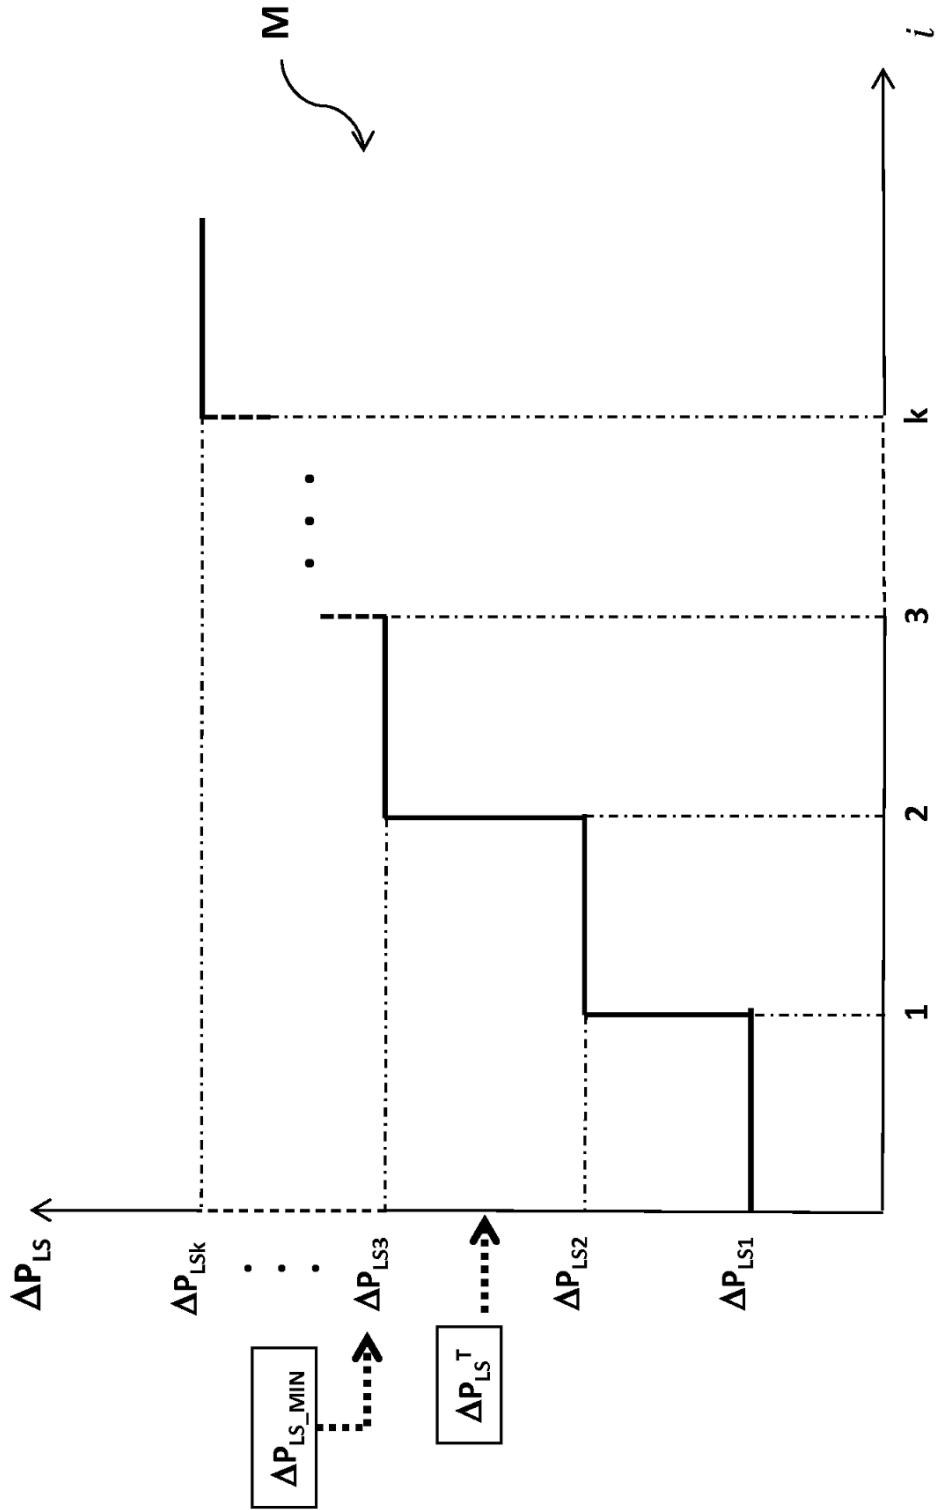 ΔP_LS
M
ΔP_LSk
ΔP_LS_MIN
ΔP_LS3
ΔP_LS^T
ΔP_LS2
ΔP_LS1
1
2
3
k
i